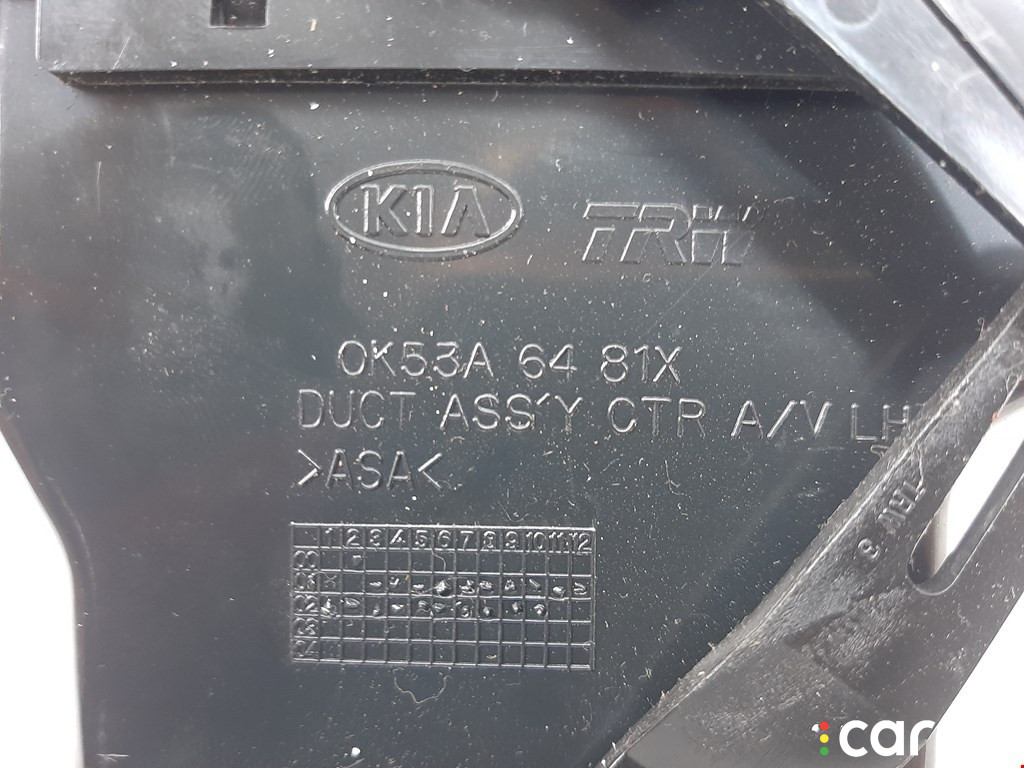 KIA TRW
0K53A 64 81X
DUCT ASS'Y CTR A/V LH
>ASA<
1 2 3 4 5 6 7 8 9 10 11 12
00
01
02
03
04
car